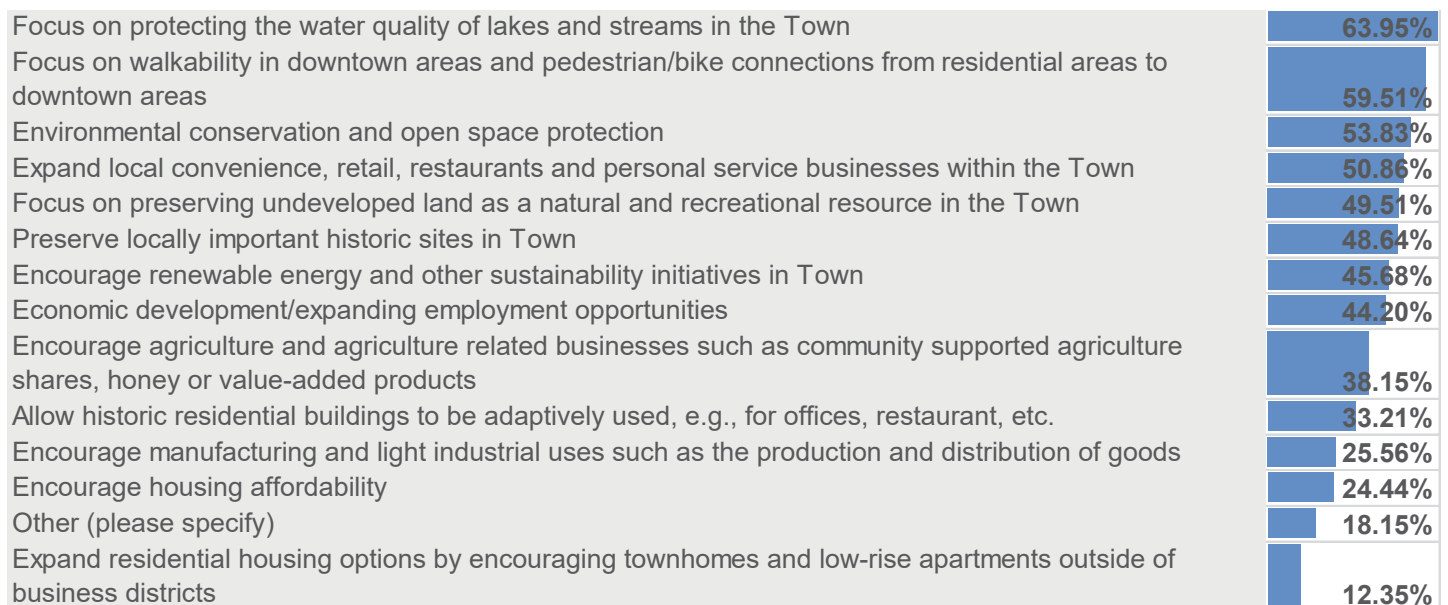 Focus on protecting the water quality of lakes and streams in the Town 63.95%
Focus on walkability in downtown areas and pedestrian/bike connections from residential areas to
downtown areas 59.51%
Environmental conservation and open space protection 53.83%
Expand local convenience, retail, restaurants and personal service businesses within the Town 50.86%
Focus on preserving undeveloped land as a natural and recreational resource in the Town 49.51%
Preserve locally important historic sites in Town 48.64%
Encourage renewable energy and other sustainability initiatives in Town 45.68%
Economic development/expanding employment opportunities 44.20%
Encourage agriculture and agriculture related businesses such as community supported agriculture
shares, honey or value-added products 38.15%
Allow historic residential buildings to be adaptively used, e.g., for offices, restaurant, etc. 33.21%
Encourage manufacturing and light industrial uses such as the production and distribution of goods 25.56%
Encourage housing affordability 24.44%
Other (please specify) 18.15%
Expand residential housing options by encouraging townhomes and low-rise apartments outside of
business districts 12.35%